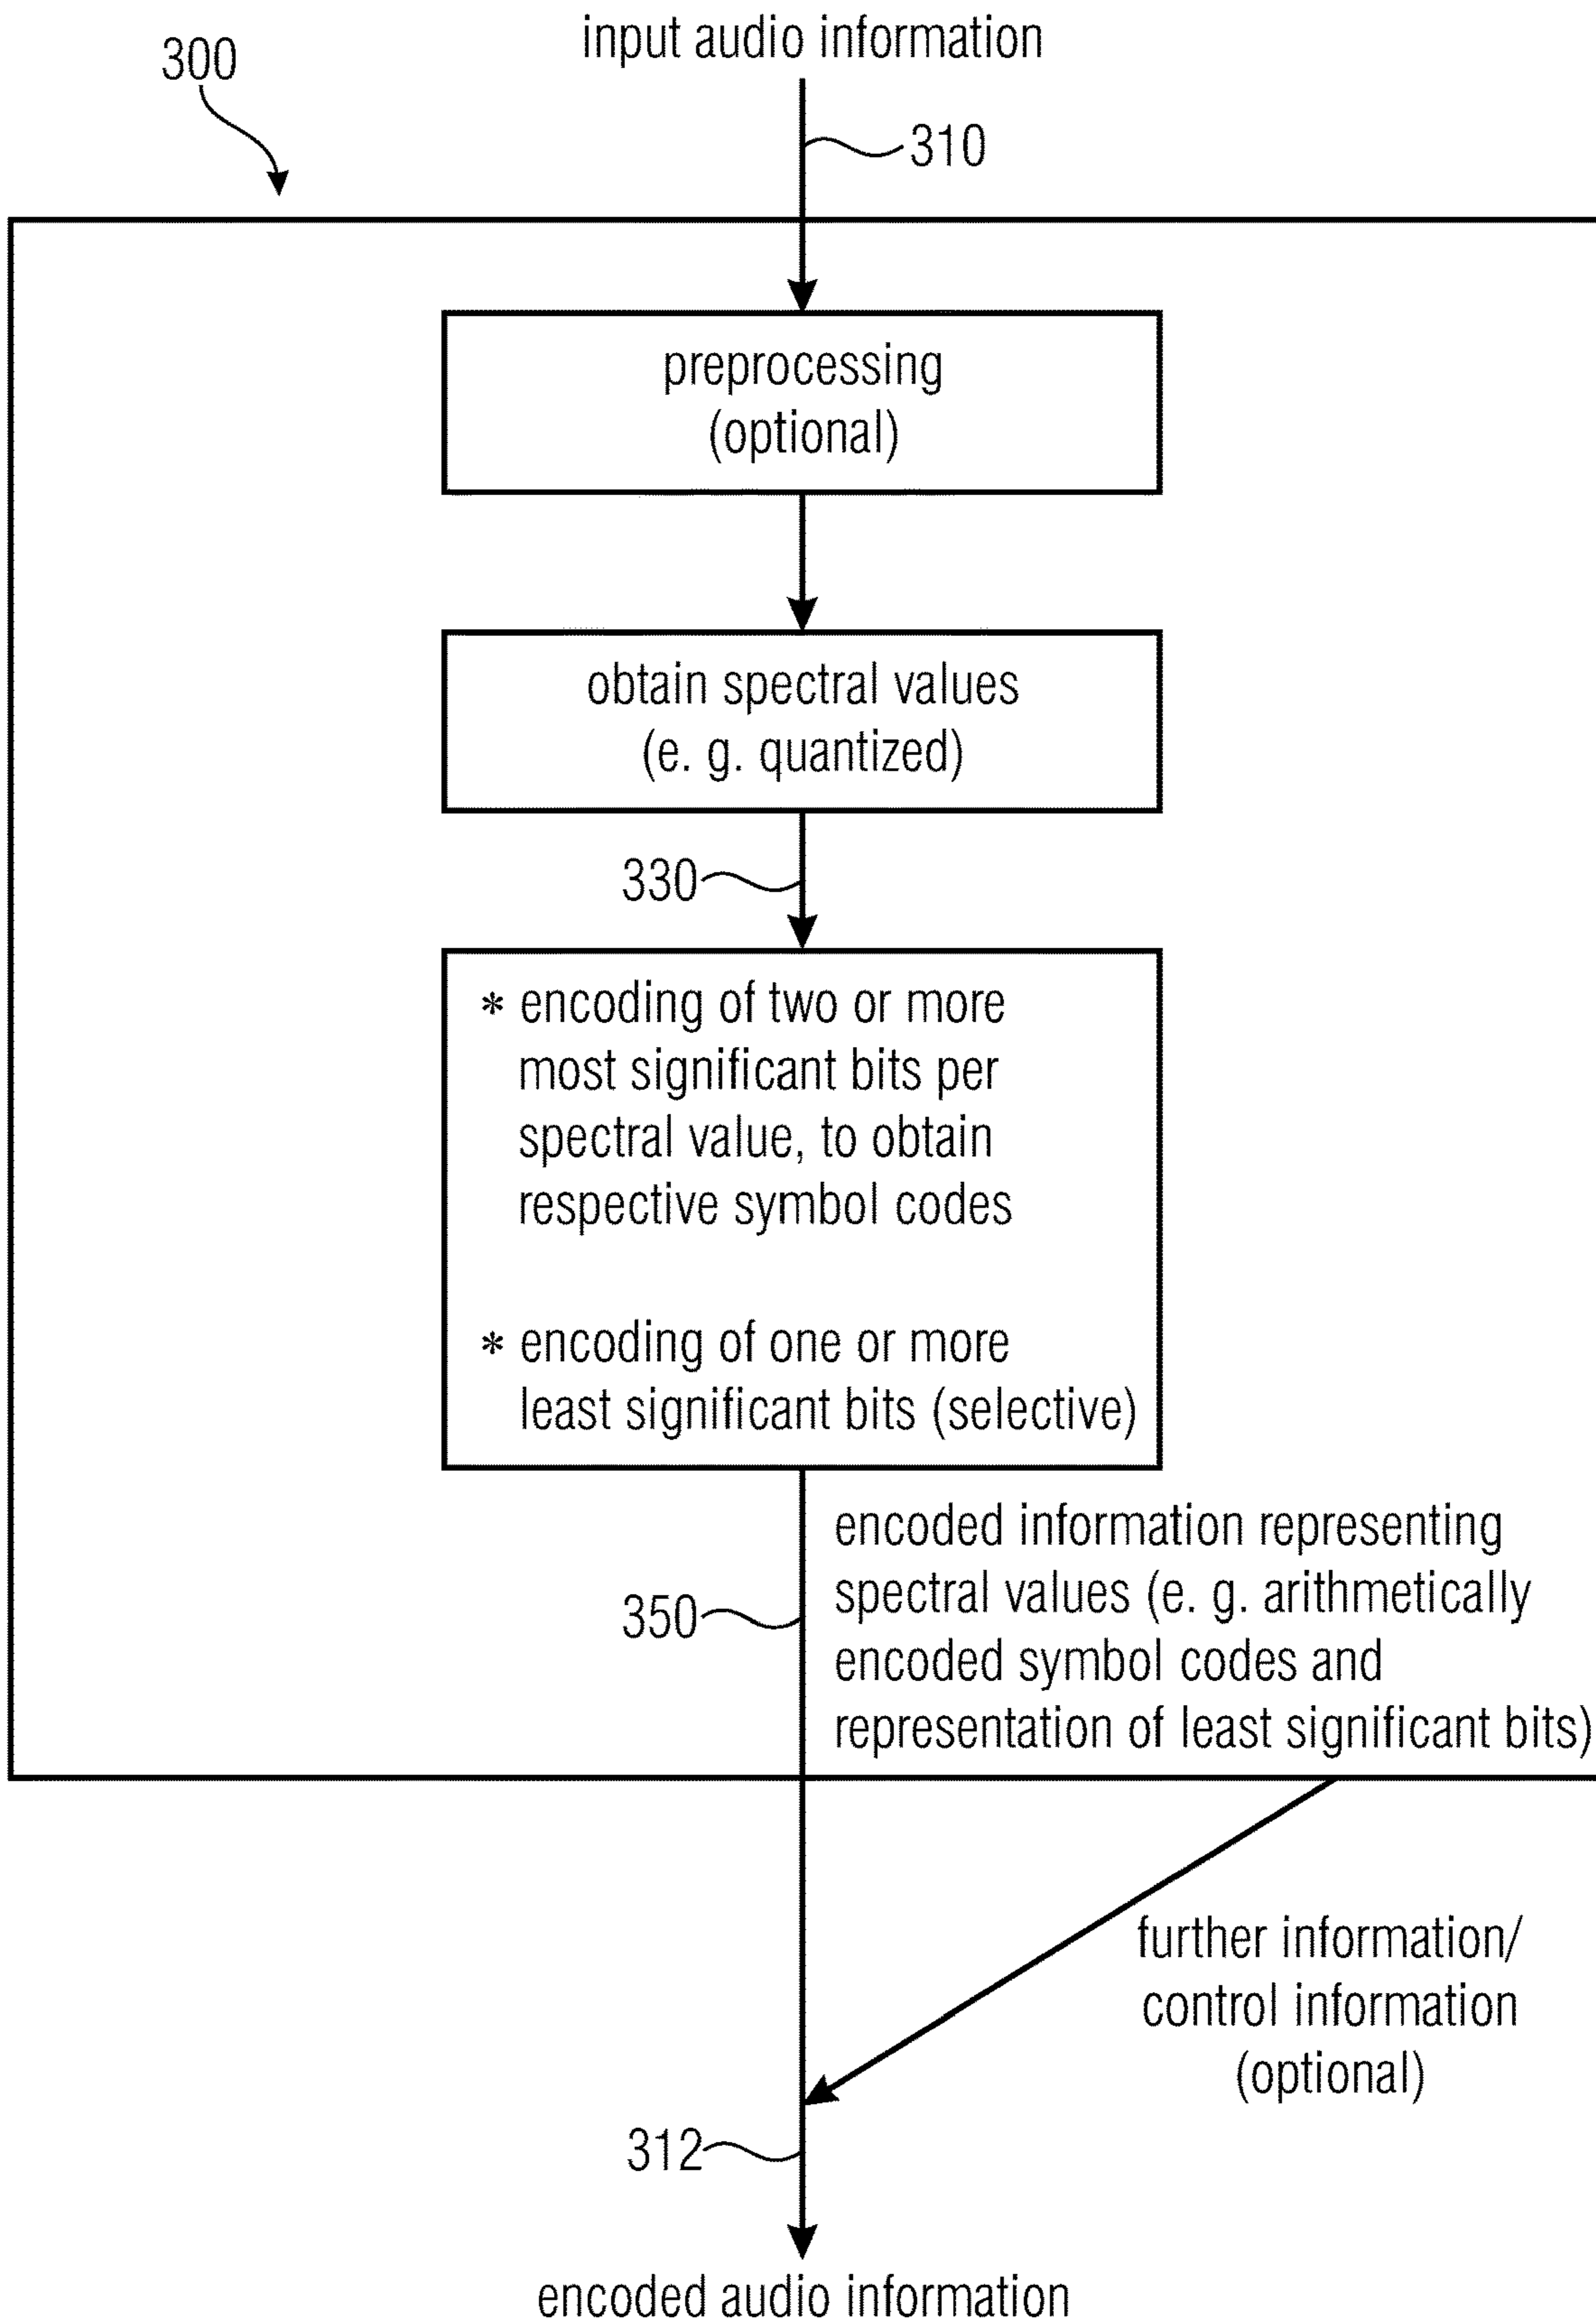 input audio information
300
310
preprocessing
(optional)
obtain spectral values
(e. g. quantized)
330
* encoding of two or more
most significant bits per
spectral value, to obtain
respective symbol codes
* encoding of one or more
least significant bits (selective)
encoded information representing
spectral values (e. g. arithmetically
encoded symbol codes and
representation of least significant bits)
350
further information/
control information
(optional)
312
encoded audio information